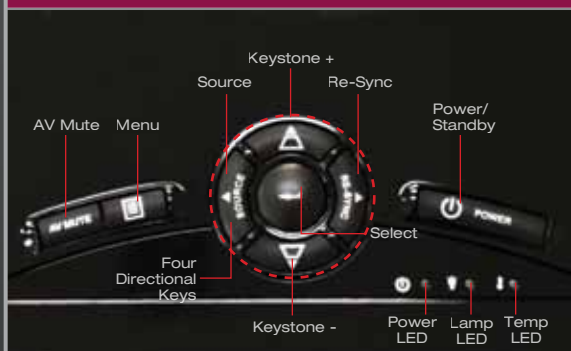 Keystone +
Source
Re-Sync
AV Mute
Menu
Power/
Standby
SOURCE
RE-SYNC
AV MUTE
POWER
Select
Four
Directional
Keys
Keystone -
Power
LED
Lamp
LED
Temp
LED